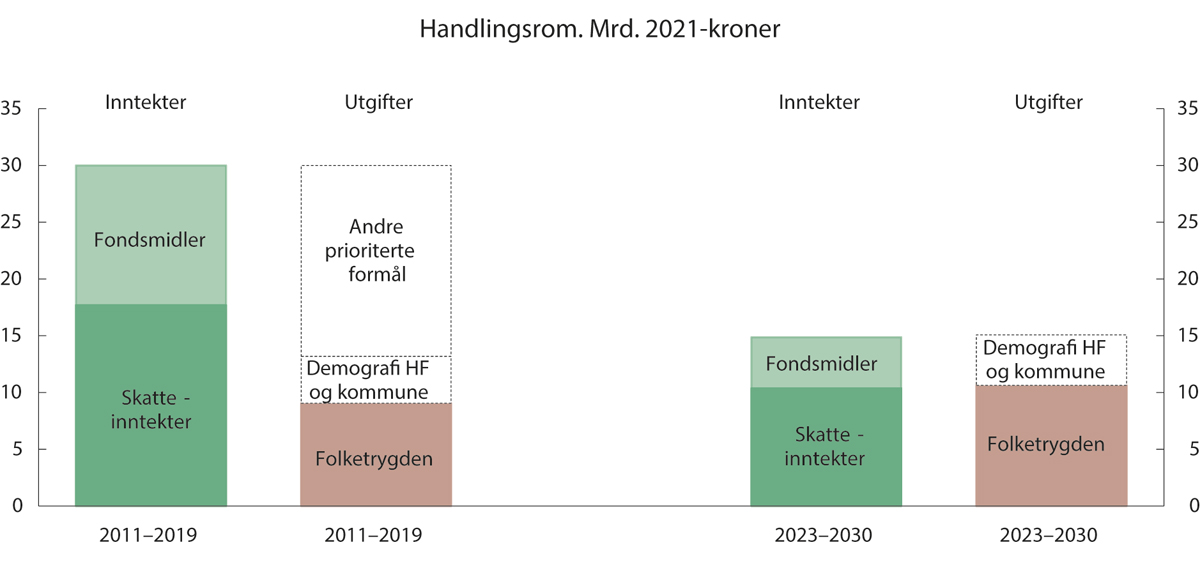 Handlingsrom. Mrd. 2021-kroner
Inntekter
Utgifter
Inntekter
Utgifter
35
30
25
20
15
10
5
0
Fondsmidler
Skatte -
inntekter
Andre
prioriterte
formål
Demografi HF
og kommune
Folketrygden
Fondsmidler
Skatte -
inntekter
Demografi HF
og kommune
Folketrygden
35
30
25
20
15
10
5
0
2011–2019
2011–2019
2023–2030
2023–2030